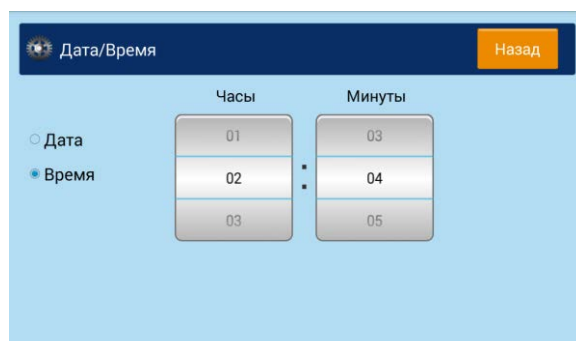 Дата/Время
Назад
Часы Минуты
Дата
Время
01 03
02 : 04
03 05